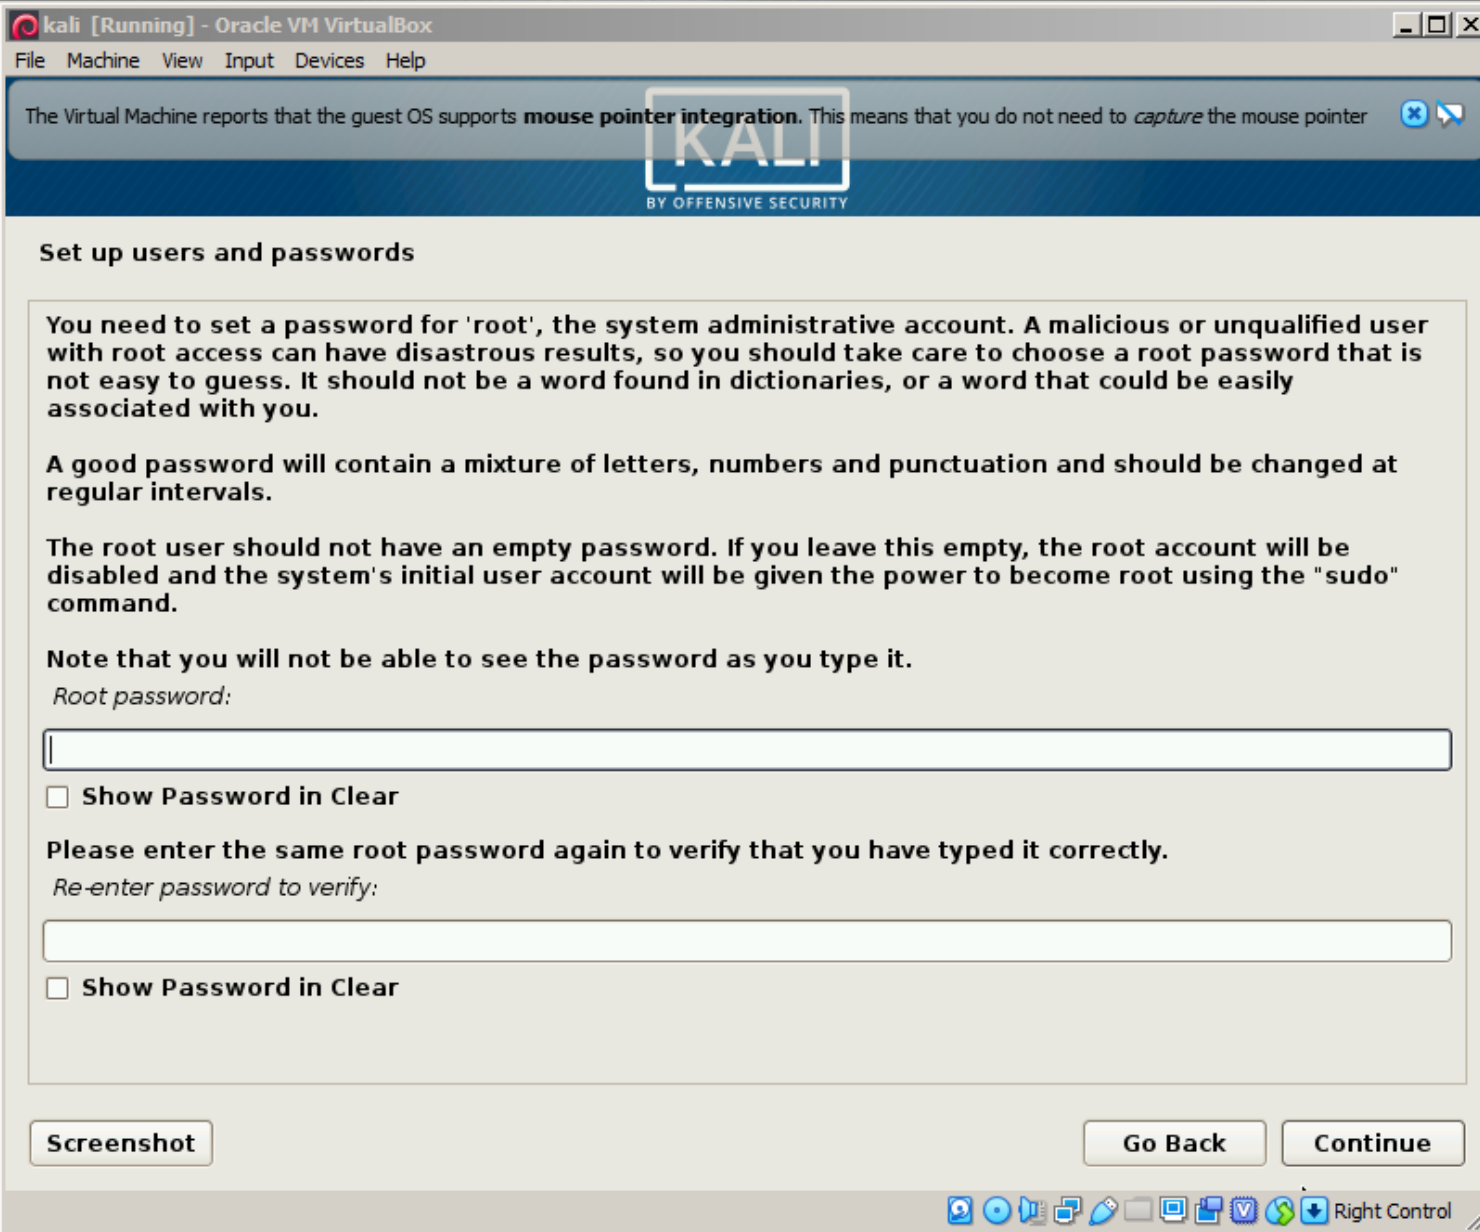 kali [Running] - Oracle VM VirtualBox
File Machine View Input Devices Help
The Virtual Machine reports that the guest OS supports mouse pointer integration. This means that you do not need to capture the mouse pointer
KALI
BY OFFENSIVE SECURITY
Set up users and passwords
You need to set a password for 'root', the system administrative account. A malicious or unqualified user
with root access can have disastrous results, so you should take care to choose a root password that is
not easy to guess. It should not be a word found in dictionaries, or a word that could be easily
associated with you.
A good password will contain a mixture of letters, numbers and punctuation and should be changed at
regular intervals.
The root user should not have an empty password. If you leave this empty, the root account will be
disabled and the system's initial user account will be given the power to become root using the "sudo"
command.
Note that you will not be able to see the password as you type it.
Root password:
Show Password in Clear
Please enter the same root password again to verify that you have typed it correctly.
Re-enter password to verify:
Show Password in Clear
Screenshot
Go Back
Continue
Right Control